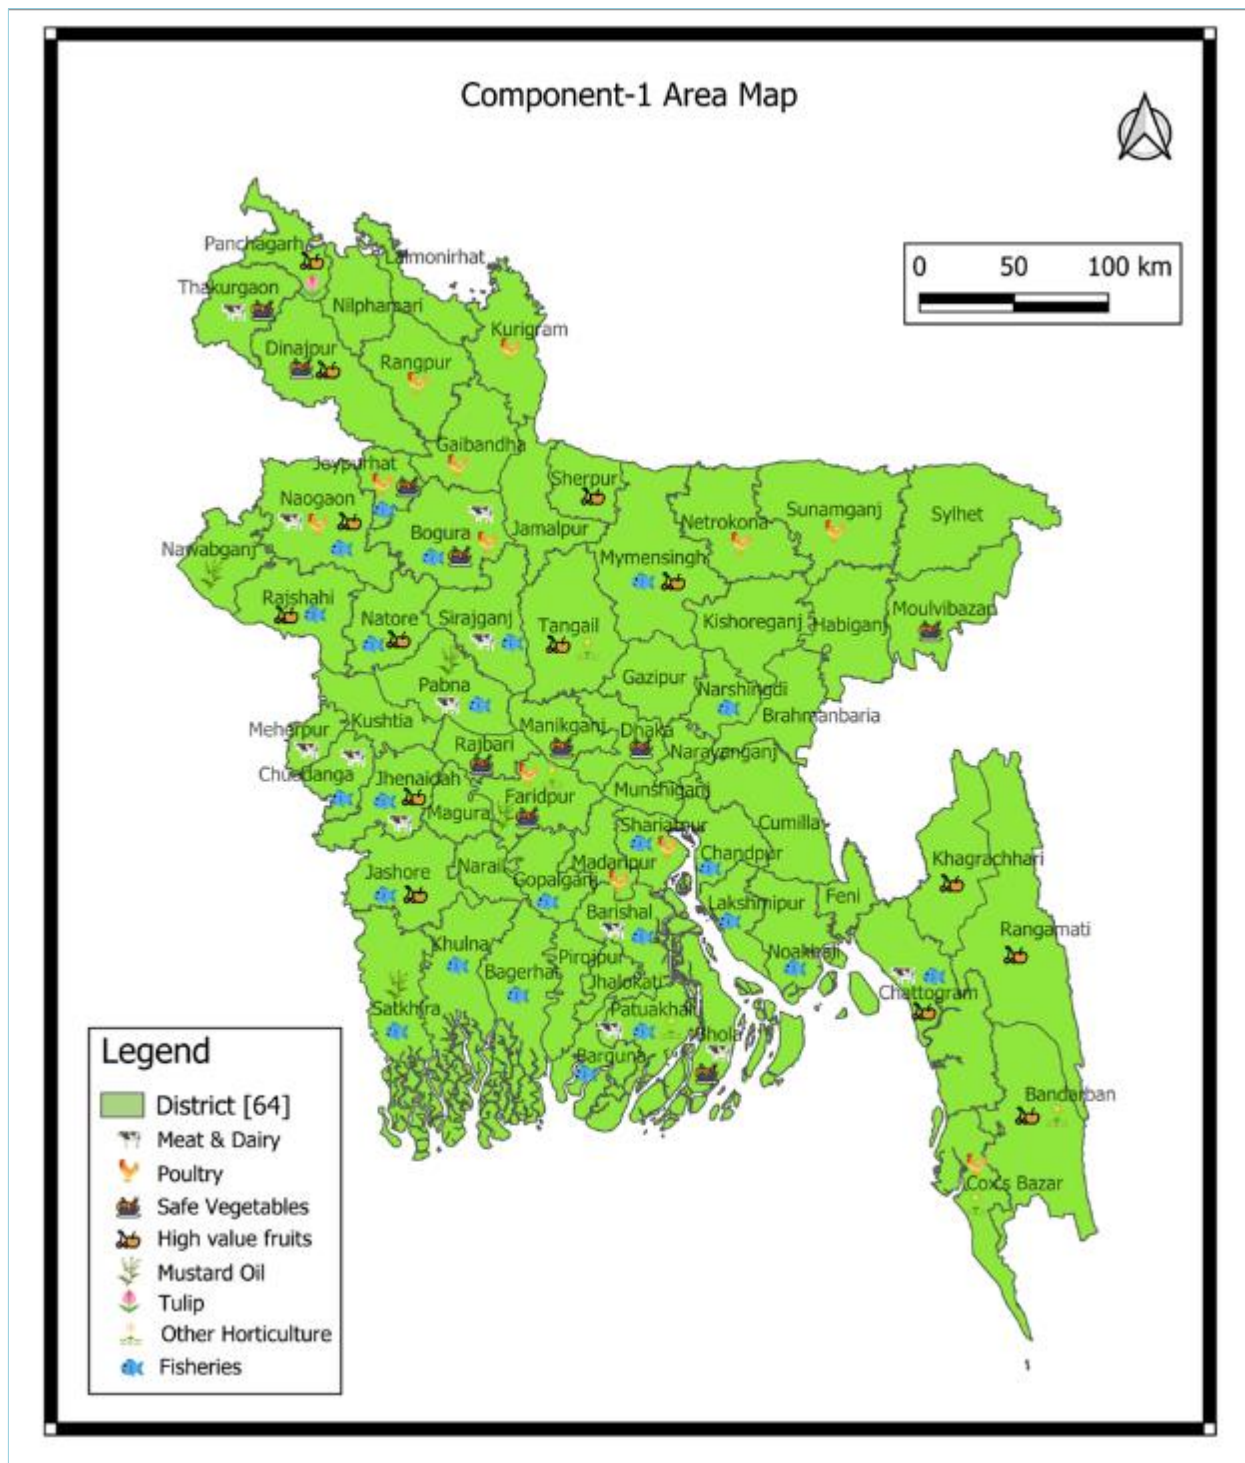 Component-1 Area Map
0 50 100 km
Panchagarh
Lalmonirhat
Thakurgaon
Nilphamari
Kurigram
Dinajpur
Rangpur
Gaibandha
Joypurhat
Sherpur
Naogaon
Netrokona
Sunamganj
Sylhet
Bogura
Jamalpur
Nawabganj
Mymensingh
Rajshahi
Natore
Sirajganj
Tangail
Kishoreganj
Habiganj
Moulvibazar
Gazipur
Pabna
Narshingdi
Brahmanbaria
Meherpur
Kushtia
Manikganj
Dhaka
Rajbari
Narayanganj
Chuadanga
Jhenaidah
Magura
Faridpur
Munshiganj
Shariatpur
Cumilla
Chandpur
Madaripur
Khagrachhari
Jashore
Narail
Gopalganj
Feni
Lakshmipur
Barishal
Rangamati
Khulna
Pirojpur
Noakhali
Bagerhat
Jhalokati
Chattogram
Satkhira
Patuakhali
Bhola
Barguna
Bandarban
Cox's Bazar
Legend
District [64]
Meat & Dairy
Poultry
Safe Vegetables
High value fruits
Mustard Oil
Tulip
Other Horticulture
Fisheries